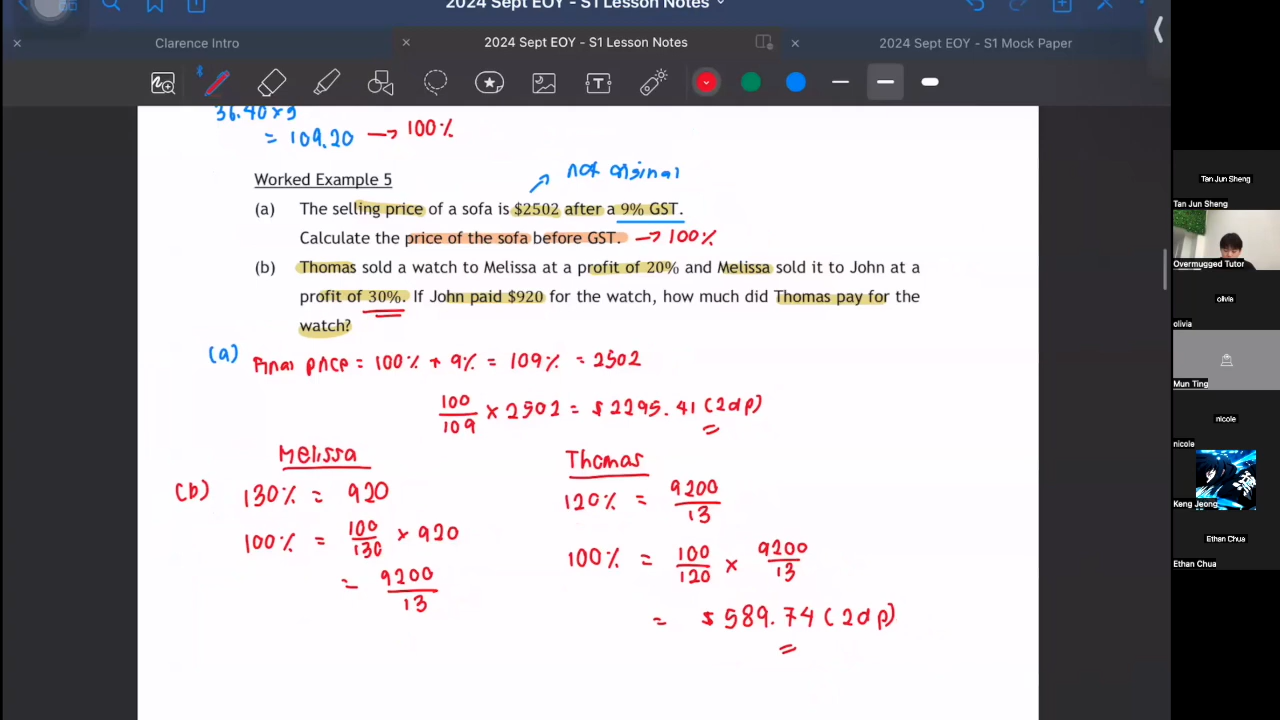 2024 Sept EOY - S1 Lesson Notes
Clarence Intro
2024 Sept EOY - S1 Lesson Notes
2024 Sept EOY - S1 Mock Paper
36.40 × 3
= 109.20 → 100%
Worked Example 5
not original
(a) The selling price of a sofa is $2502 after a 9% GST.
Calculate the price of the sofa before GST. → 100%
(b) Thomas sold a watch to Melissa at a profit of 20% and Melissa sold it to John at a
profit of 30%. If John paid $920 for the watch, how much did Thomas pay for the
watch?
(a) Final price = 100% + 9% = 109% = 2502
100/109 × 2502 = $2295.41 (2dp)
Melissa
(b) 130% = 920
100% = 100/130 × 920
= 9200/13
Thomas
120% = 9200/13
100% = 100/120 × 9200/13
= $589.74 (2dp)
Tan Jun Sheng
Tan Jun Sheng
Overmugged Tutor
olivia
olivia
Mun Ting
nicole
nicole
Keng Jeong
Ethan Chua
Ethan Chua